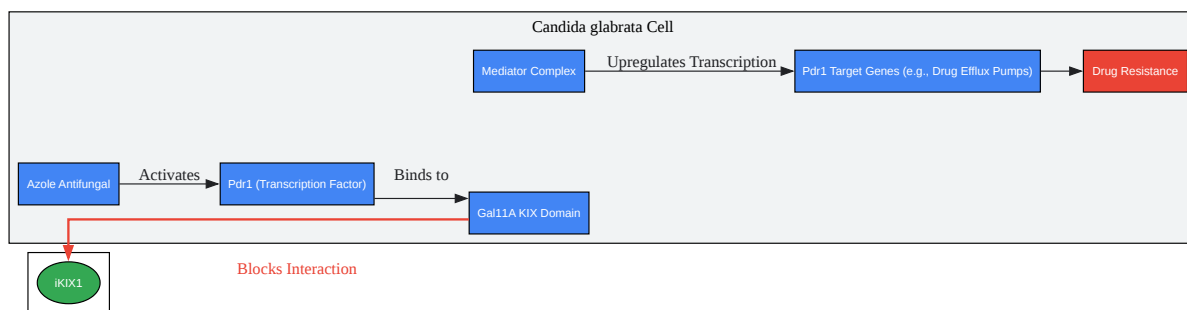 Candida glabrata Cell
Mediator Complex
Upregulates Transcription
Pdr1 Target Genes (e.g., Drug Efflux Pumps)
Drug Resistance
Azole Antifungal
Activates
Pdr1 (Transcription Factor)
Binds to
Gal11A KIX Domain
Blocks Interaction
iKIX1